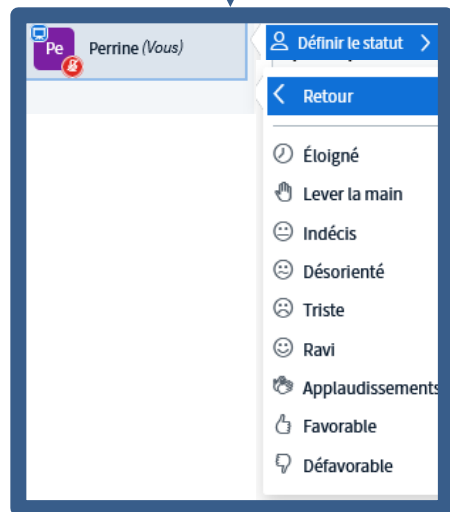 Pe Perrine (Vous)
Définir le statut
Retour
Éloigné
Lever la main
Indécis
Désorienté
Triste
Ravi
Applaudissements
Favorable
Défavorable